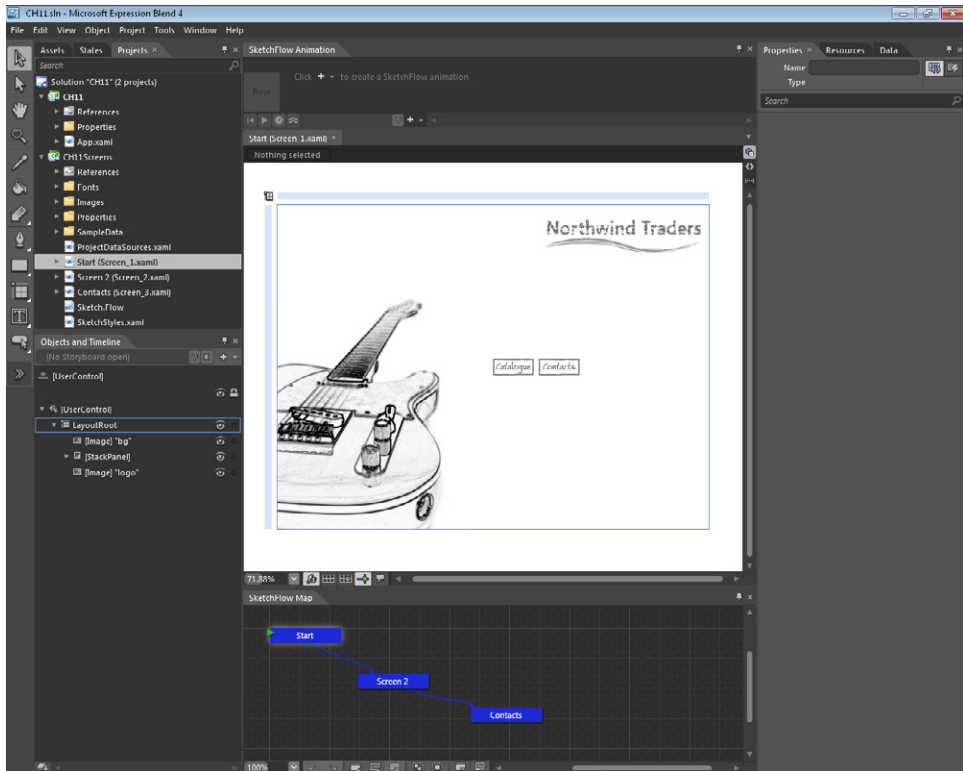 CH11.sln - Microsoft Expression Blend 4
File Edit View Object Project Tools Window Help
Assets States Projects ×
Search
Solution "CH11" (2 projects)
CH11
References
Properties
App.xaml
CH11Screens
References
Fonts
Images
Properties
SampleData
ProjectDataSources.xaml
Start (Screen_1.xaml)
Screen 2 (Screen_2.xaml)
Contacts (Screen_3.xaml)
Sketch.Flow
SketchStyles.xaml
Objects and Timeline
(No Storyboard open)
[UserControl]
[UserControl]
LayoutRoot
[Image] "bg"
[StackPanel]
[Image] "logo"
SketchFlow Animation
Click + - to create a SketchFlow animation
Base
Start (Screen_1.xaml) ×
Nothing selected
Northwind Traders
Catalogue Contacts
71.88%
SketchFlow Map
Start
Screen 2
Contacts
100%
Properties × Resources Data
Name
Type
Search